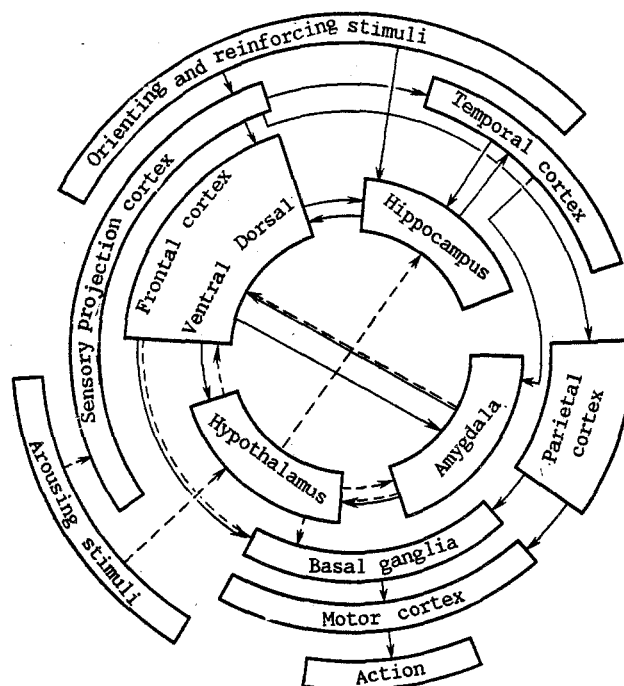 Orienting and reinforcing stimuli
Temporal cortex
Sensory projection cortex
Frontal cortex
Ventral Dorsal
Hippocampus
Arousing stimuli
Hypothalamus
Amygdala
Parietal
cortex
Basal ganglia
Motor cortex
Action